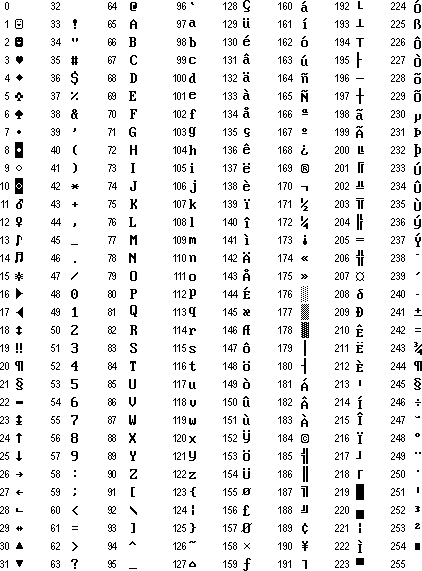 0 32 64 @ 96 ` 128 Ç 160 á 192 └ 224 Ó
1 ☺ 33 ! 65 A 97 a 129 ü 161 í 193 ┴ 225 ß
2 ☻ 34 " 66 B 98 b 130 é 162 ó 194 ┬ 226 Ô
3 ♥ 35 # 67 C 99 c 131 â 163 ú 195 ├ 227 Ò
4 ♦ 36 $ 68 D 100 d 132 ä 164 ñ 196 ─ 228 õ
5 ♣ 37 % 69 E 101 e 133 à 165 Ñ 197 ┼ 229 Õ
6 ♠ 38 & 70 F 102 f 134 å 166 ª 198 ã 230 µ
7 • 39 ' 71 G 103 g 135 ç 167 º 199 Ã 231 Þ
8 ◘ 40 ( 72 H 104 h 136 ê 168 ¿ 200 ╚ 232 þ
9 ○ 41 ) 73 I 105 i 137 ë 169 ® 201 ╔ 233 Ú
10 ◙ 42 * 74 J 106 j 138 è 170 ¬ 202 ╩ 234 Û
11 ♂ 43 + 75 K 107 k 139 ï 171 ½ 203 ╦ 235 Ù
12 ♀ 44 , 76 L 108 l 140 î 172 ¼ 204 ╠ 236 ý
13 ♪ 45 - 77 M 109 m 141 ì 173 ¡ 205 ═ 237 Ý
14 ♫ 46 . 78 N 110 n 142 Ä 174 « 206 ╬ 238 ¯
15 ☼ 47 / 79 O 111 o 143 Å 175 » 207 ¤ 239 ´
16 ► 48 0 80 P 112 p 144 É 176 ░ 208 ð 240 -
17 ◄ 49 1 81 Q 113 q 145 æ 177 ▒ 209 Ð 241 ±
18 ↕ 50 2 82 R 114 r 146 Æ 178 ▓ 210 Ê 242 =
19 ‼ 51 3 83 S 115 s 147 ô 179 │ 211 Ë 243 ¾
20 ¶ 52 4 84 T 116 t 148 ö 180 ┤ 212 È 244 ¶
21 § 53 5 85 U 117 u 149 ò 181 Á 213 ı 245 §
22 ▬ 54 6 86 V 118 v 150 û 182 Â 214 Í 246 ÷
23 ↨ 55 7 87 W 119 w 151 ù 183 À 215 Î 247 ¸
24 ↑ 56 8 88 X 120 x 152 ÿ 184 © 216 Ï 248 °
25 ↓ 57 9 89 Y 121 y 153 Ö 185 ╣ 217 ┘ 249 ¨
26 → 58 : 90 Z 122 z 154 Ü 186 ║ 218 ┌ 250 ·
27 ← 59 ; 91 [ 123 { 155 ø 187 ╗ 219 █ 251 ¹
28 ∟ 60 < 92 \ 124 ¦ 156 £ 188 ╝ 220 ▄ 252 ³
29 ↔ 61 = 93 ] 125 } 157 Ø 189 ¢ 221 ¦ 253 ²
30 ▲ 62 > 94 ^ 126 ~ 158 × 190 ¥ 222 Ì 254 ■
31 ▼ 63 ? 95 _ 127 ⌂ 159 ƒ 191 ┐ 223 ▀ 255